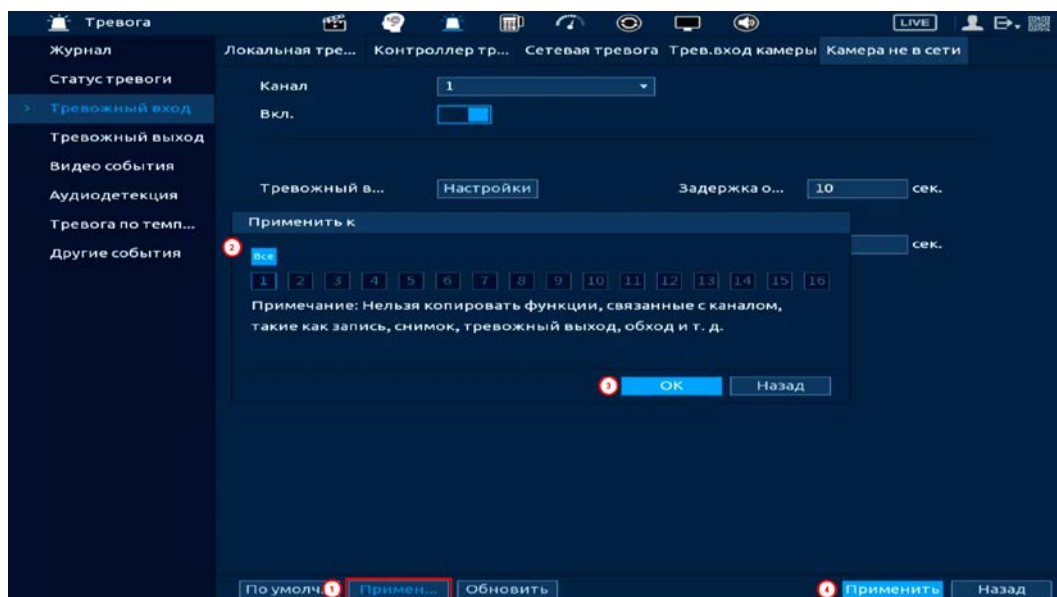 Тревога
LIVE
Журнал
Статус тревоги
Тревожный вход
Тревожный выход
Видео события
Аудиодетекция
Тревога по темп...
Другие события
Локальная тре... Контроллер тр... Сетевая тревога Трев.вход камеры Камера не в сети
Канал 1
Вкл.
Тревожный в... Настройки Задержка о... 10 сек.
сек.
Применить к
2
Все
1 2 3 4 5 6 7 8 9 10 11 12 13 14 15 16
Примечание: Нельзя копировать функции, связанные с каналом,
такие как запись, снимок, тревожный выход, обход и т. д.
3 OK Назад
По умолч. 1 Примен... Обновить 4 Применить Назад